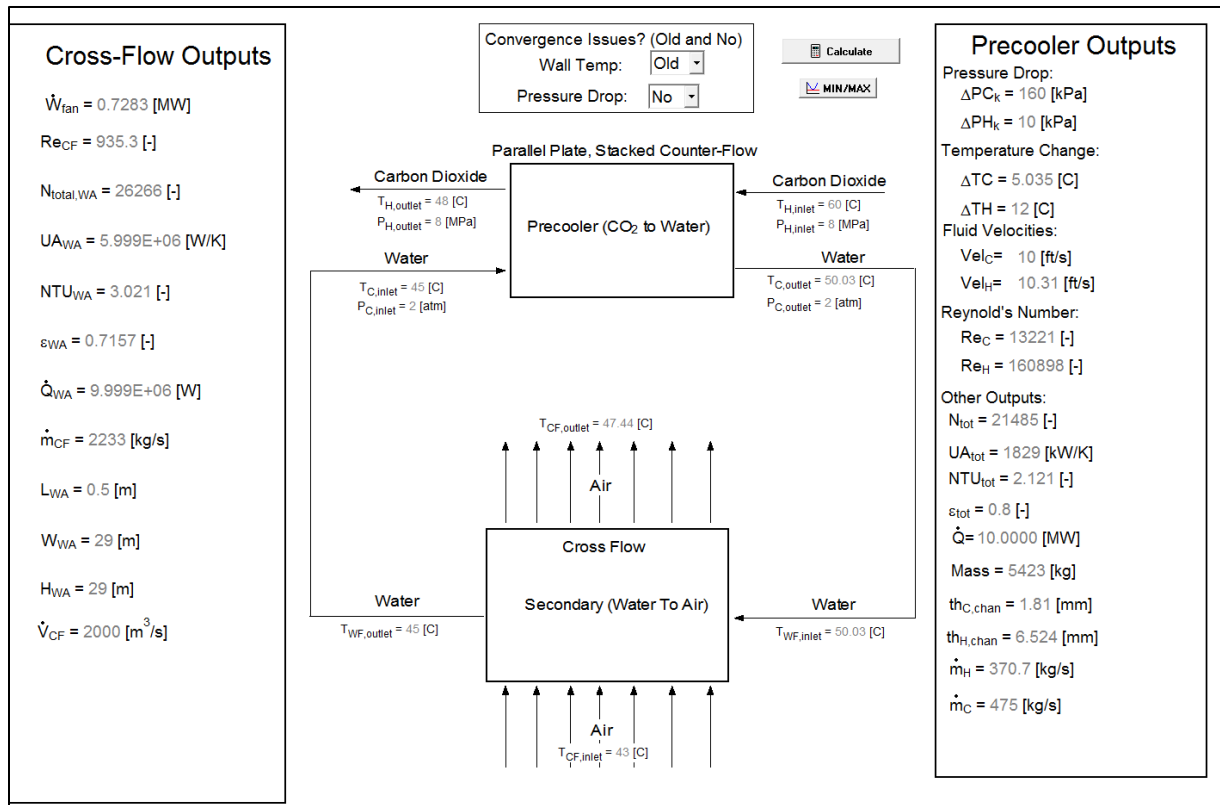 Cross-Flow Outputs
Ẇfan = 0.7283 [MW]
ReCF = 935.3 [-]
Ntotal,WA = 26266 [-]
UAWA = 5.999E+06 [W/K]
NTUWA = 3.021 [-]
εWA = 0.7157 [-]
Q̇WA = 9.999E+06 [W]
ṁCF = 2233 [kg/s]
LWA = 0.5 [m]
WWA = 29 [m]
HWA = 29 [m]
V̇CF = 2000 [m³/s]
Convergence Issues? (Old and No)
Wall Temp: Old
Pressure Drop: No
Calculate
MIN/MAX
Parallel Plate, Stacked Counter-Flow
Carbon Dioxide
TH,outlet = 48 [C]
PH,outlet = 8 [MPa]
Precooler (CO₂ to Water)
Carbon Dioxide
TH,inlet = 60 [C]
PH,inlet = 8 [MPa]
Water
TC,inlet = 45 [C]
PC,inlet = 2 [atm]
Water
TC,outlet = 50.03 [C]
PC,outlet = 2 [atm]
TCF,outlet = 47.44 [C]
Air
Cross Flow
Secondary (Water To Air)
Water
TWF,outlet = 45 [C]
Water
TWF,inlet = 50.03 [C]
Air
TCF,inlet = 43 [C]
Precooler Outputs
Pressure Drop:
ΔPCk = 160 [kPa]
ΔPHk = 10 [kPa]
Temperature Change:
ΔTC = 5.035 [C]
ΔTH = 12 [C]
Fluid Velocities:
VelC= 10 [ft/s]
VelH= 10.31 [ft/s]
Reynold's Number:
ReC = 13221 [-]
ReH = 160898 [-]
Other Outputs:
Ntot = 21485 [-]
UAtot = 1829 [kW/K]
NTUtot = 2.121 [-]
εtot = 0.8 [-]
Q̇= 10.0000 [MW]
Mass = 5423 [kg]
thC,chan = 1.81 [mm]
thH,chan = 6.524 [mm]
ṁH = 370.7 [kg/s]
ṁC = 475 [kg/s]